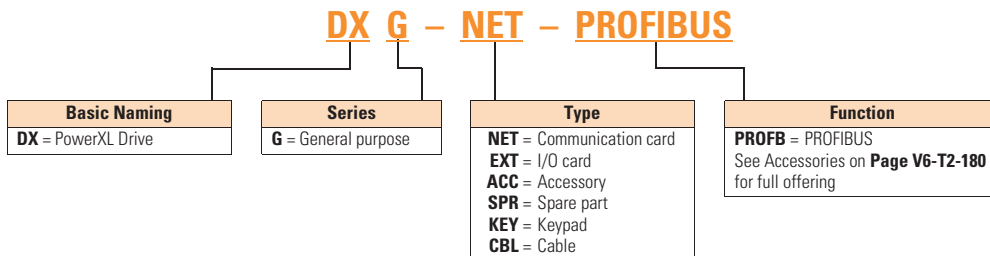 DX G – NET – PROFIBUS
Basic Naming
DX = PowerXL Drive
Series
G = General purpose
Type
NET = Communication card
EXT = I/O card
ACC = Accessory
SPR = Spare part
KEY = Keypad
CBL = Cable
Function
PROFB = PROFIBUS
See Accessories on Page V6-T2-180
for full offering